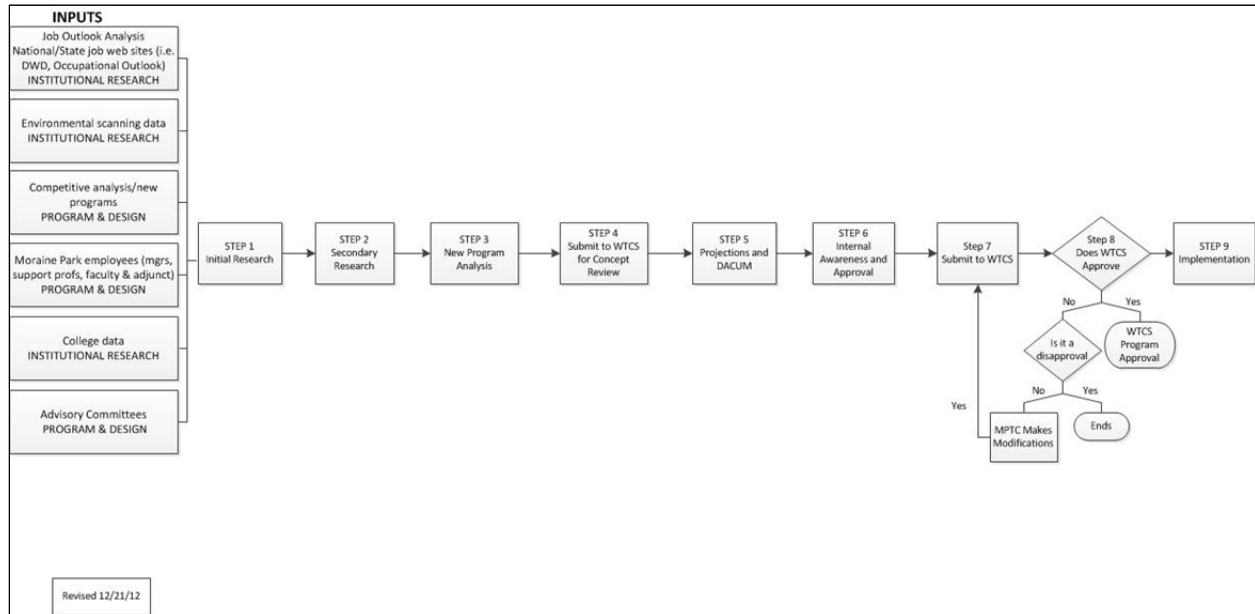 INPUTS
Job Outlook Analysis
National/State job web sites (i.e.
DWD, Occupational Outlook)
INSTITUTIONAL RESEARCH
Environmental scanning data
INSTITUTIONAL RESEARCH
Competitive analysis/new
programs
PROGRAM & DESIGN
Moraine Park employees (mgrs,
support profs, faculty & adjunct)
PROGRAM & DESIGN
College data
INSTITUTIONAL RESEARCH
Advisory Committees
PROGRAM & DESIGN
STEP 1
Initial Research
STEP 2
Secondary
Research
STEP 3
New Program
Analysis
STEP 4
Submit to WTCS
for Concept
Review
STEP 5
Projections and
DACUM
STEP 6
Internal
Awareness and
Approval
Step 7
Submit to WTCS
Step 8
Does WTCS
Approve
STEP 9
Implementation
No
Yes
Is it a
disapproval
WTCS
Program
Approval
No
Yes
Yes
MPTC Makes
Modifications
Ends
Revised 12/21/12